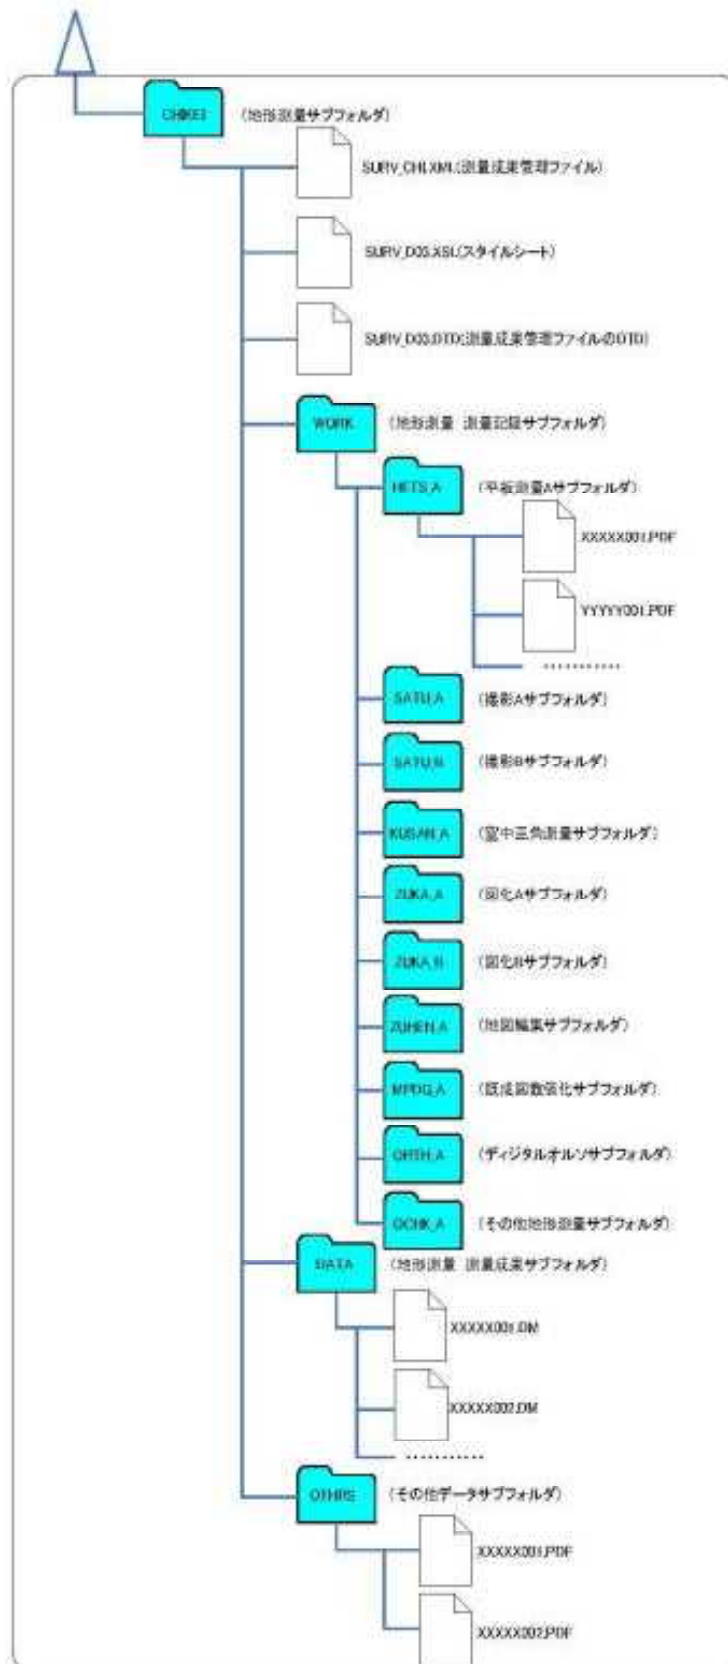 CHIKEI (地形測量サブフォルダ)
SURV_CHI.XML(測量成果管理ファイル)
SURV_D03.XSL(スタイルシート)
SURV_D03.DTD(測量成果管理ファイルのDTD)
WORK (地形測量 測量記録サブフォルダ)
(平板測量Aサブフォルダ)
XXXXX001.PDF
YYYYY001.PDF
............
SATU_A (撮影Aサブフォルダ)
SATU_B (撮影Bサブフォルダ)
KUSAN_A (空中三角測量サブフォルダ)
ZUKA_A (図化Aサブフォルダ)
ZUKA_B (図化Bサブフォルダ)
ZUHEN_A (地図編集サブフォルダ)
MPDG_A (既成図数値化サブフォルダ)
(ディジタルオルソサブフォルダ)
(その他地形測量サブフォルダ)
DATA (地形測量 測量成果サブフォルダ)
XXXXX001.DM
XXXXX002.DM
............
OTHRS (その他データサブフォルダ)
XXXXX001.PDF
XXXXX002.PDF